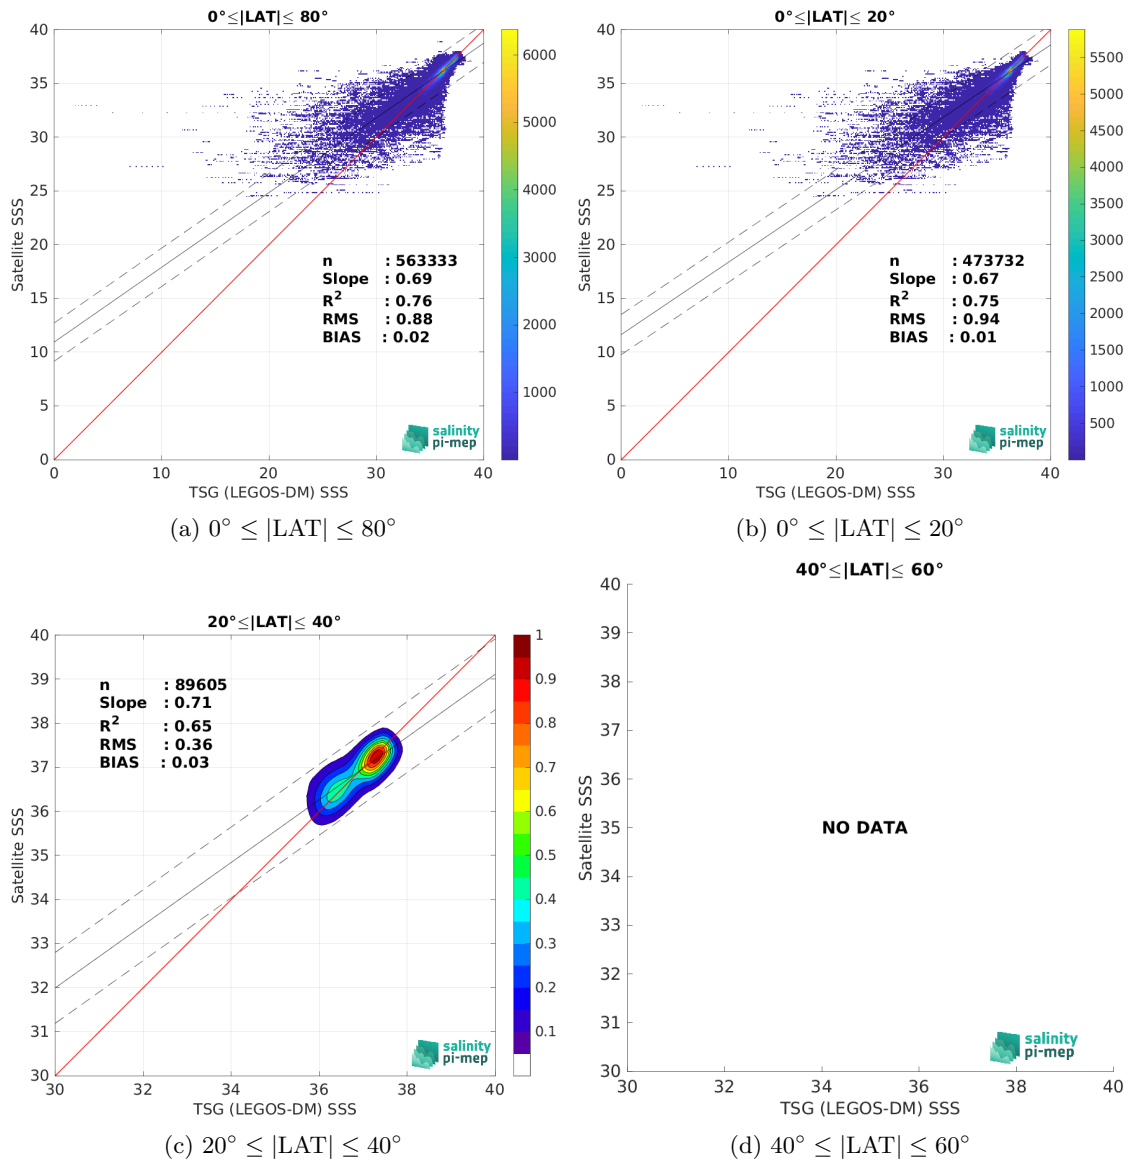 0°≤|LAT|≤ 80°
40
35
30
25
20
15
10
5
0
0
10
20
30
40
Satellite SSS
TSG (LEGOS-DM) SSS
n : 563333
Slope : 0.69
R² : 0.76
RMS : 0.88
BIAS : 0.02
6000
5000
4000
3000
2000
1000
salinity
pi-mep
(a) 0° ≤ |LAT| ≤ 80°
0°≤|LAT|≤ 20°
40
35
30
25
20
15
10
5
0
0
10
20
30
40
Satellite SSS
TSG (LEGOS-DM) SSS
n : 473732
Slope : 0.67
R² : 0.75
RMS : 0.94
BIAS : 0.01
5500
5000
4500
4000
3500
3000
2500
2000
1500
1000
500
salinity
pi-mep
(b) 0° ≤ |LAT| ≤ 20°
20°≤|LAT|≤ 40°
40
39
38
37
36
35
34
33
32
31
30
30
32
34
36
38
40
Satellite SSS
TSG (LEGOS-DM) SSS
n : 89605
Slope : 0.71
R² : 0.65
RMS : 0.36
BIAS : 0.03
1
0.9
0.8
0.7
0.6
0.5
0.4
0.3
0.2
0.1
salinity
pi-mep
(c) 20° ≤ |LAT| ≤ 40°
40°≤|LAT|≤ 60°
40
39
38
37
36
35
34
33
32
31
30
30
32
34
36
38
40
Satellite SSS
TSG (LEGOS-DM) SSS
NO DATA
salinity
pi-mep
(d) 40° ≤ |LAT| ≤ 60°